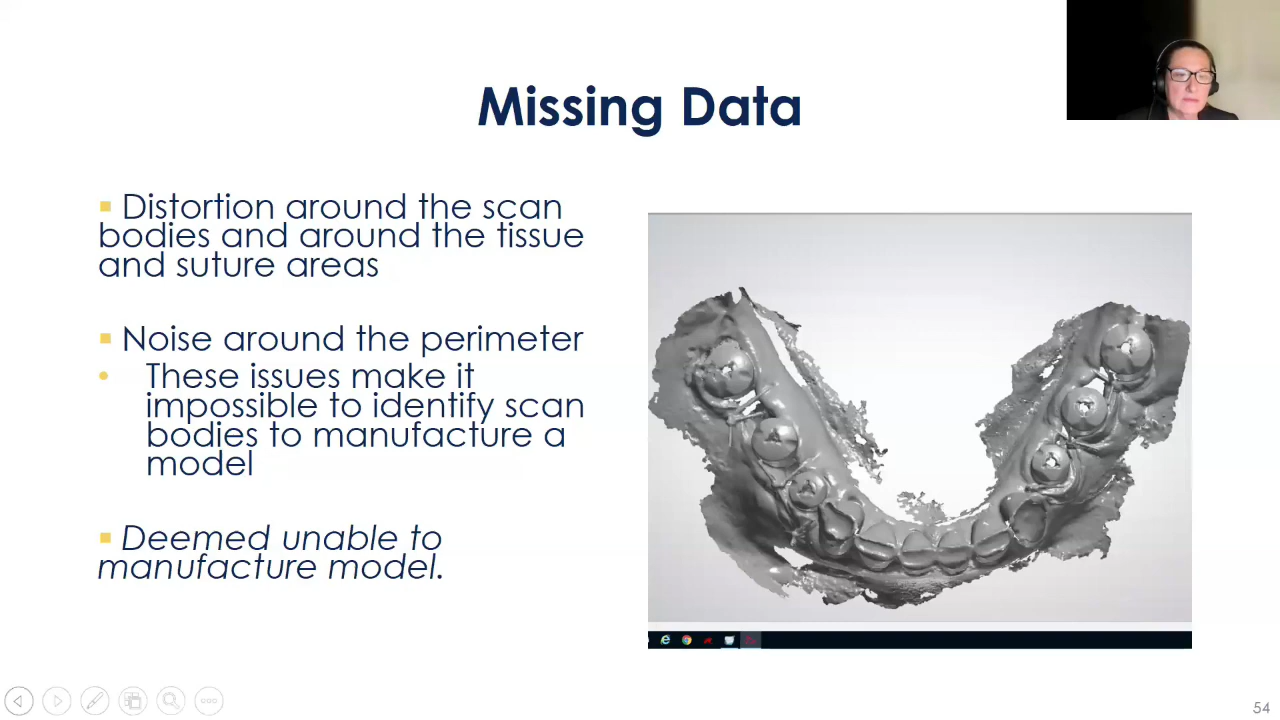 Missing Data
▪ Distortion around the scan
bodies and around the tissue
and suture areas
▪ Noise around the perimeter
• These issues make it
impossible to identify scan
bodies to manufacture a
model
▪ Deemed unable to
manufacture model.
54